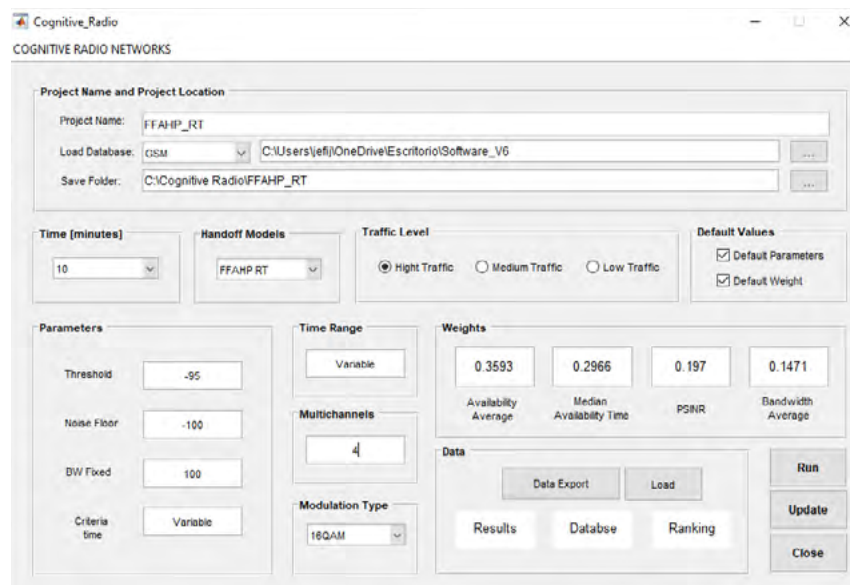 Cognitive_Radio
COGNITIVE RADIO NETWORKS
Project Name and Project Location
Project Name: FFAHP_RT
Load Database: GSM C:\Users\jefij\OneDrive\Escritorio\Software_V6 ...
Save Folder: C:\Cognitive Radio\FFAHP_RT ...
Time [minutes] Handoff Models Traffic Level Default Values
10 FFAHP RT Hight Traffic Medium Traffic Low Traffic Default Parameters
Default Weight
Parameters Time Range Weights
Threshold -95 Variable 0.3593 0.2966 0.197 0.1471
Availability Average Median Availability Time PSINR Bandwidth Average
Noise Floor -100 Multichannels
4
BW Fixed 100 Data
Data Export Load Run
Criteria time Variable Modulation Type
16QAM Results Databse Ranking Update
Close